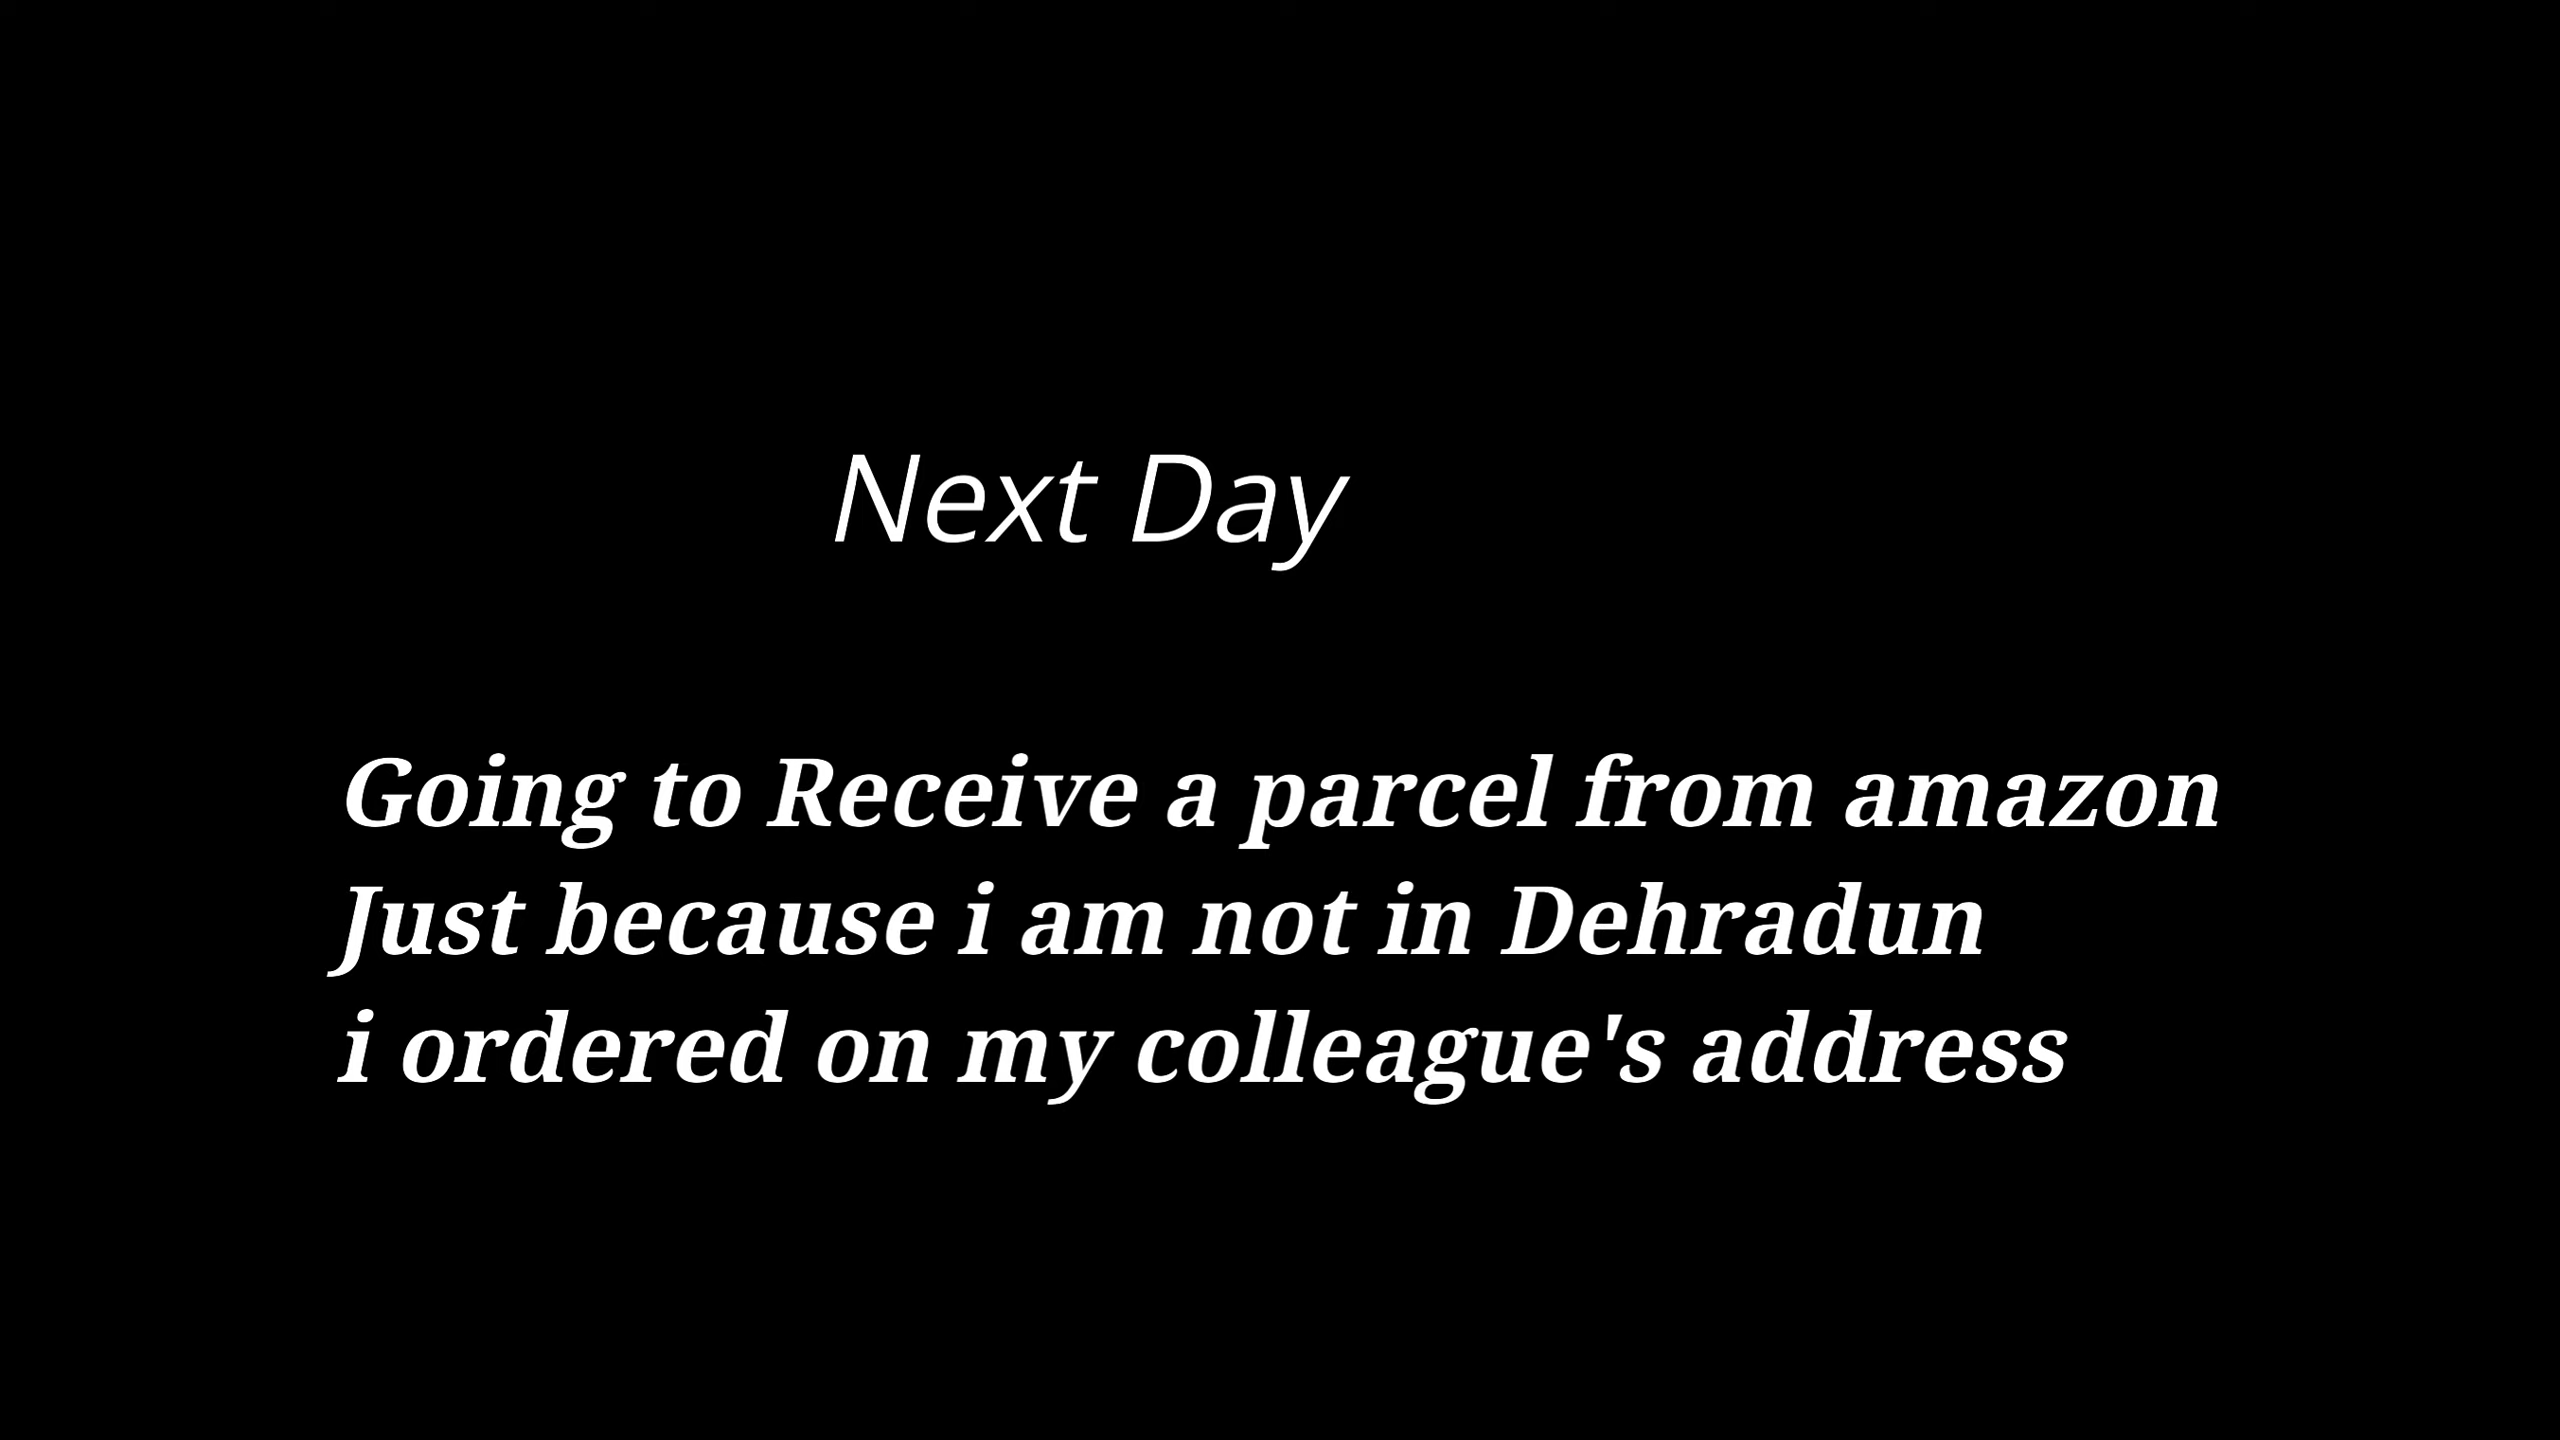 Next Day
Going to Receive a parcel from amazon
Just because i am not in Dehradun
i ordered on my colleague's address